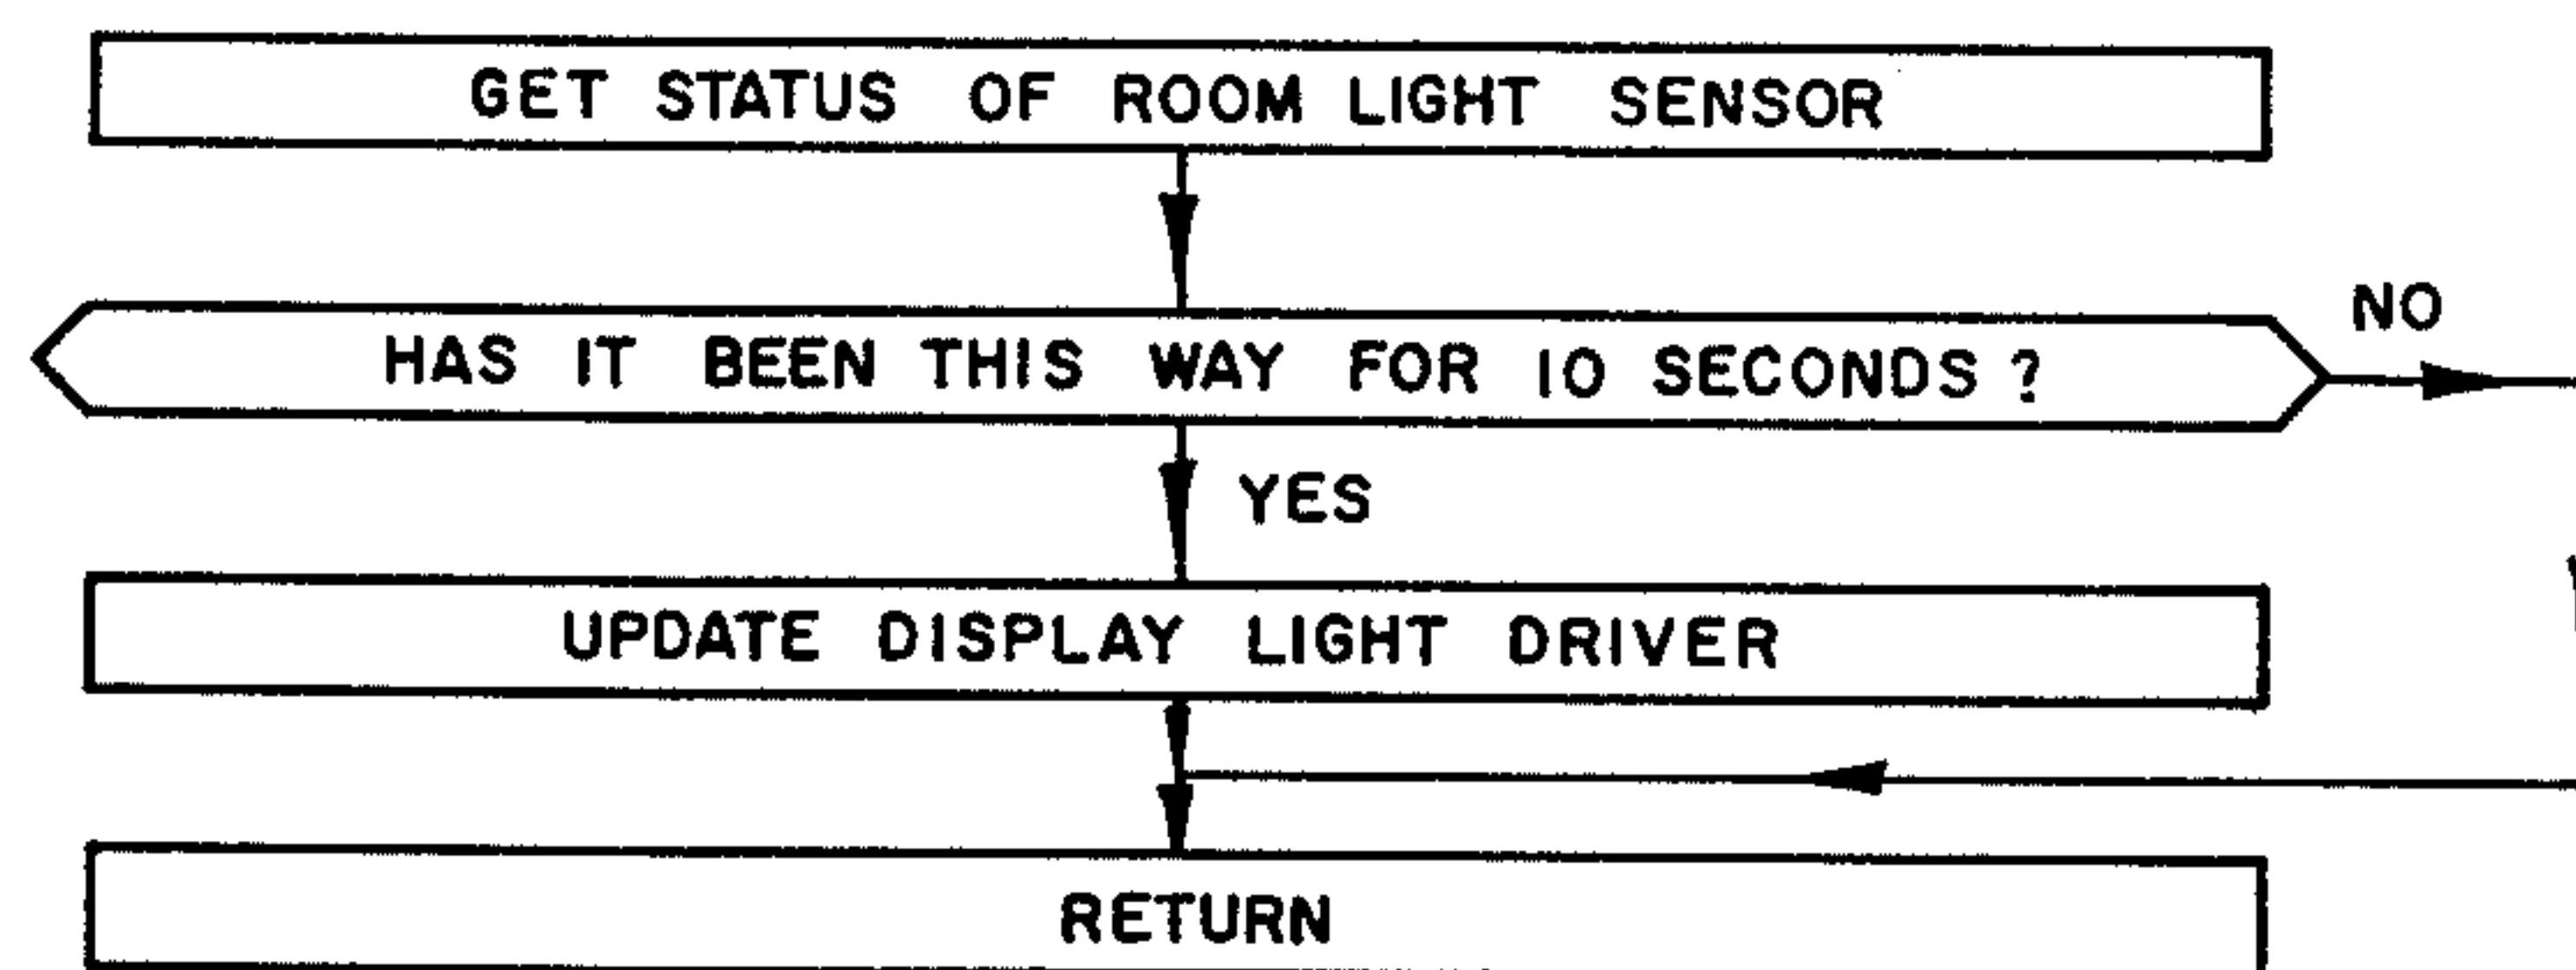 GET STATUS OF ROOM LIGHT SENSOR
HAS IT BEEN THIS WAY FOR 10 SECONDS ?
NO
YES
UPDATE DISPLAY LIGHT DRIVER
RETURN